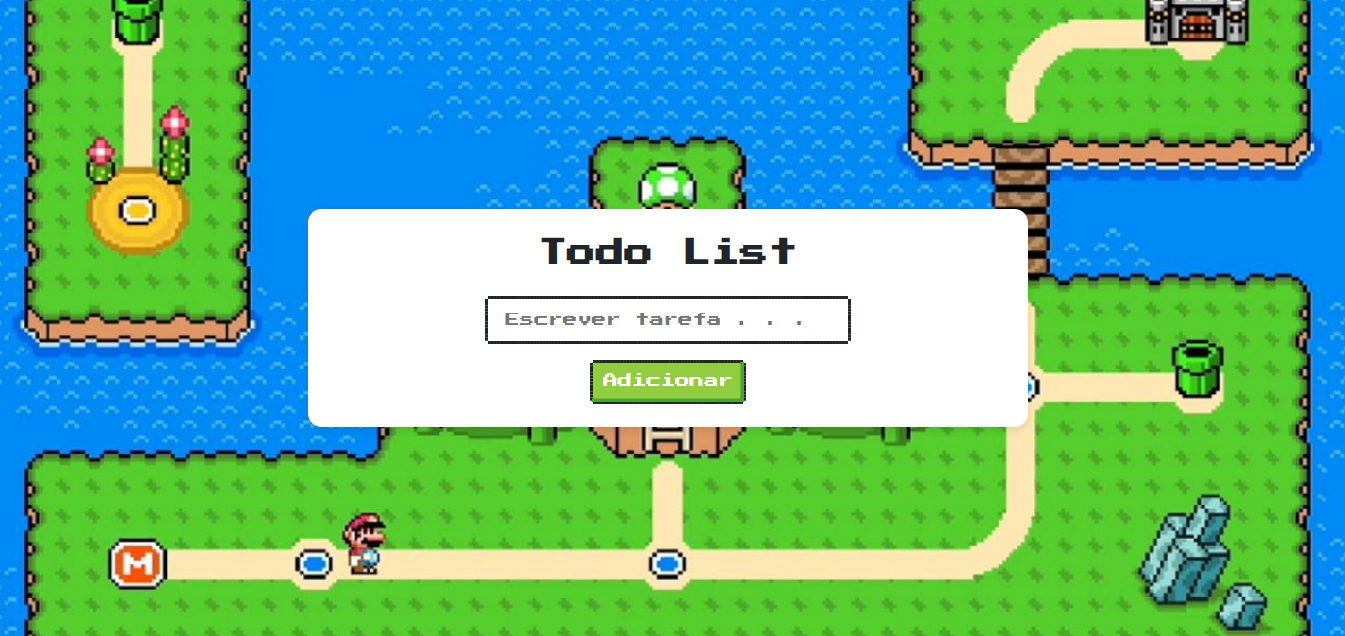 Todo List
Escrever tarefa . . .
Adicionar
M